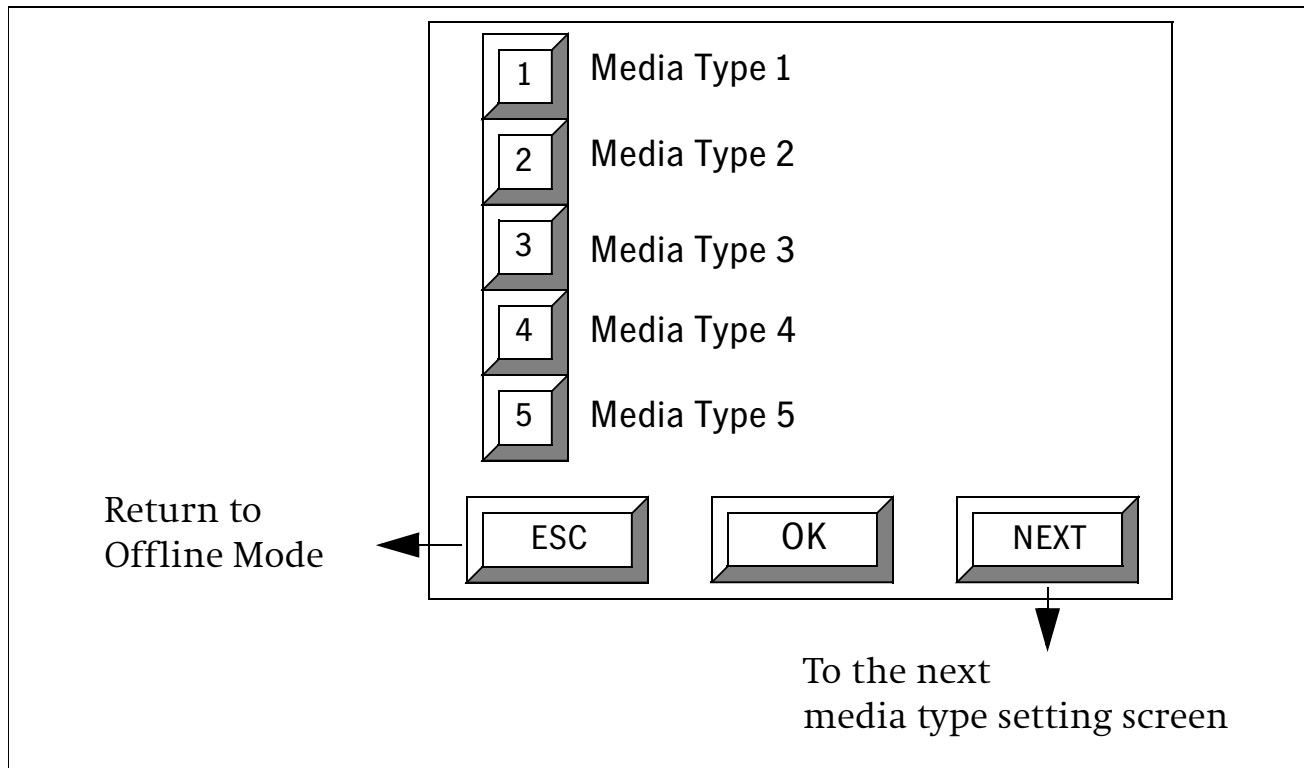 1 Media Type 1
2 Media Type 2
3 Media Type 3
4 Media Type 4
5 Media Type 5
Return to
Offline Mode
ESC OK NEXT
To the next
media type setting screen